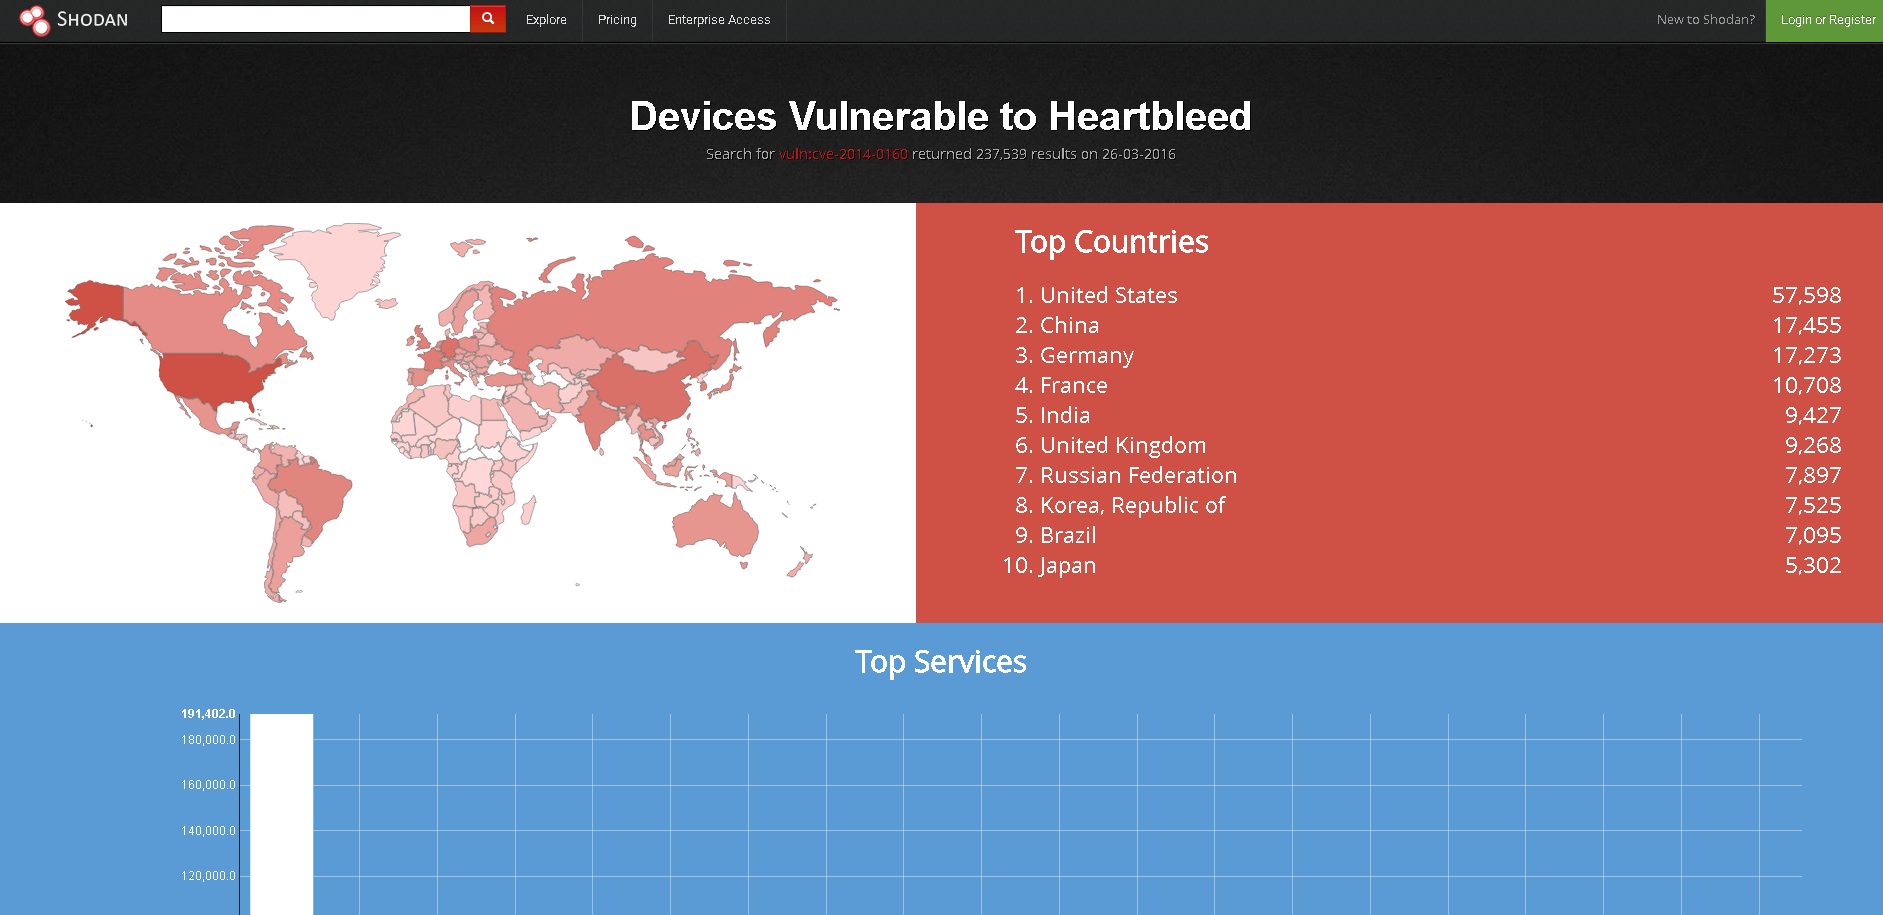 SHODAN
Explore
Pricing
Enterprise Access
New to Shodan?
Login or Register
Devices Vulnerable to Heartbleed
Search for vuln:cve-2014-0160 returned 237,539 results on 26-03-2016
Top Countries
1. United States 57,598
2. China 17,455
3. Germany 17,273
4. France 10,708
5. India 9,427
6. United Kingdom 9,268
7. Russian Federation 7,897
8. Korea, Republic of 7,525
9. Brazil 7,095
10. Japan 5,302
Top Services
191,402.0
180,000.0
160,000.0
140,000.0
120,000.0